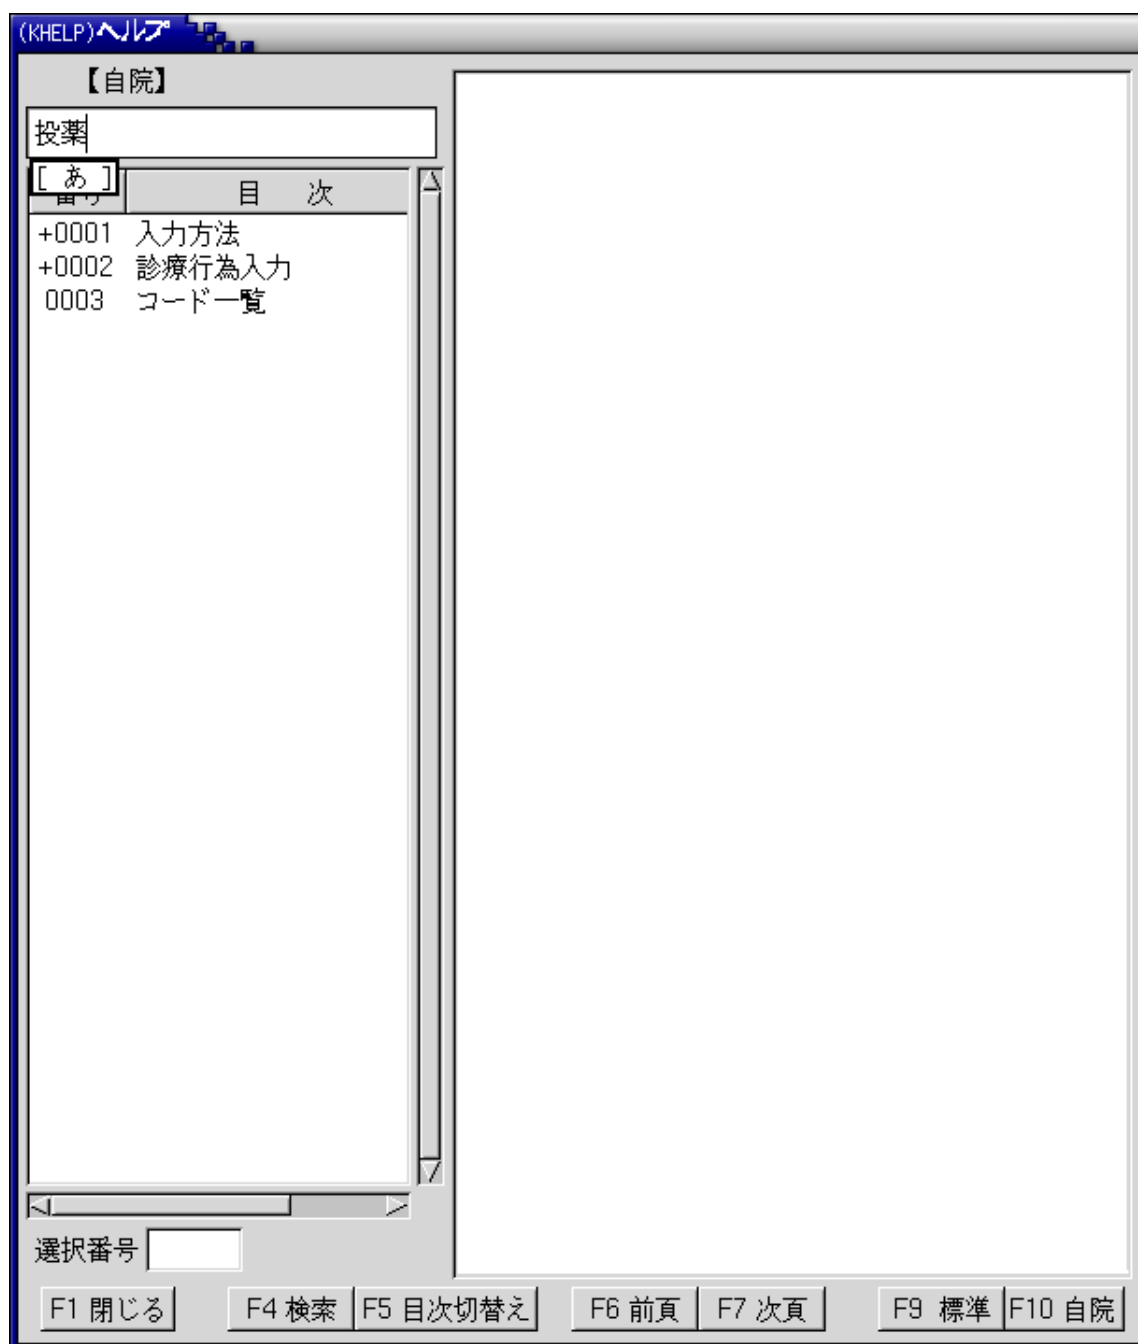 (KHELP)ヘルプ
【自院】
投薬
[ あ ]
目 次
+0001 入力方法
+0002 診療行為入力
0003 コード一覧
選択番号
F1 閉じる F4 検索 F5 目次切替え F6 前頁 F7 次頁 F9 標準 F10 自院